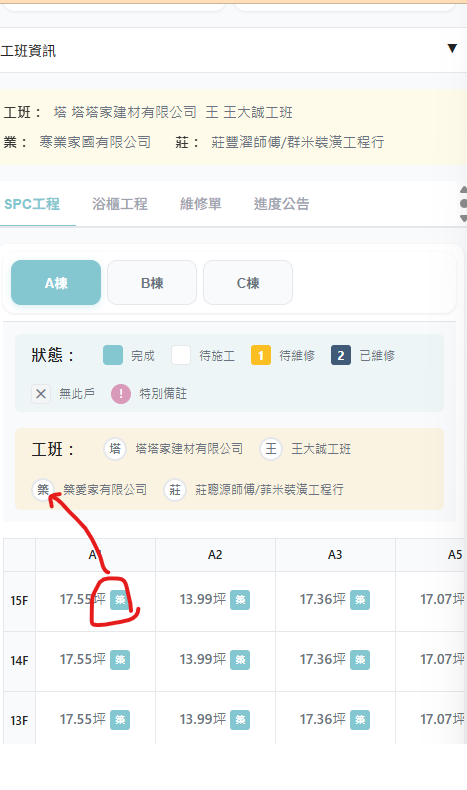 工班資訊 ▼
工班： 塔 塔塔家建材有限公司 王 王大誠工班
業： 寒業家國有限公司 莊： 莊豐濯師傅/群米裝潢工程行
SPC工程 浴櫃工程 維修單 進度公告
A棟 B棟 C棟
狀態： 完成 待施工 1 待維修 2 已維修
✕ 無此戶 ! 特別備註
工班： 塔 塔塔家建材有限公司 王 王大誠工班
築 築愛家有限公司 莊 莊聰源師傅/菲米裝潢工程行
A1 A2 A3 A5
15F 17.55坪 築 13.99坪 築 17.36坪 築 17.07坪
14F 17.55坪 築 13.99坪 築 17.36坪 築 17.07坪
13F 17.55坪 築 13.99坪 築 17.36坪 築 17.07坪